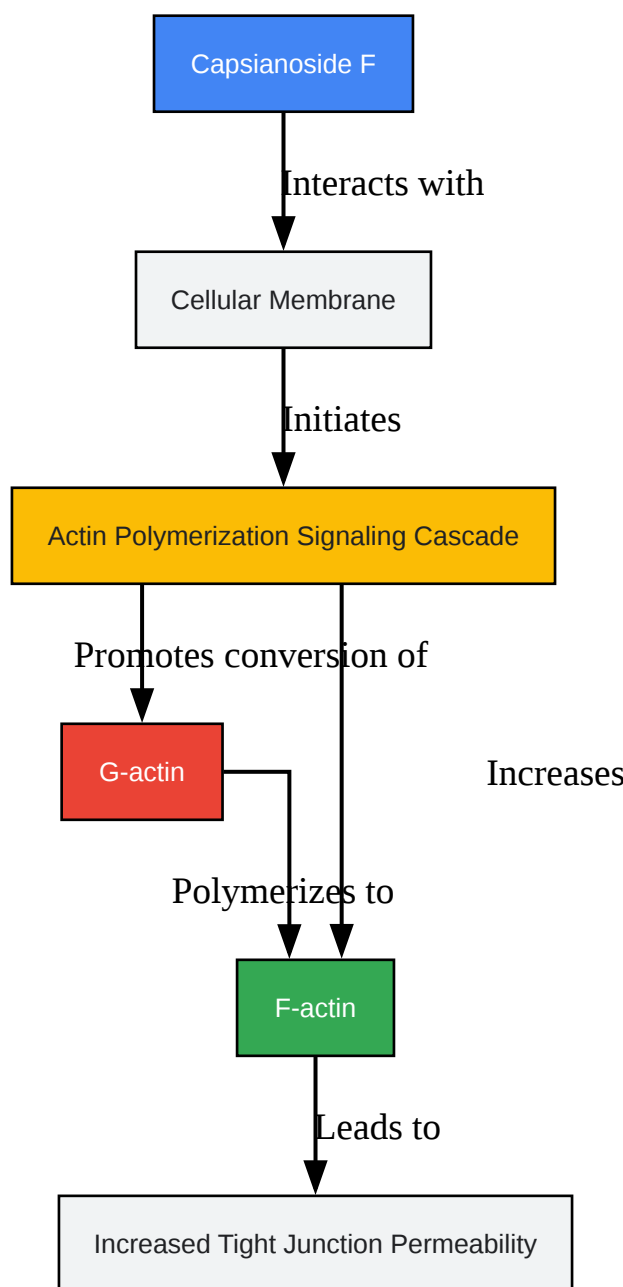 Capsianoside F
Interacts with
Cellular Membrane
Initiates
Actin Polymerization Signaling Cascade
Promotes conversion of
G-actin
Increases
Polymerizes to
F-actin
Leads to
Increased Tight Junction Permeability